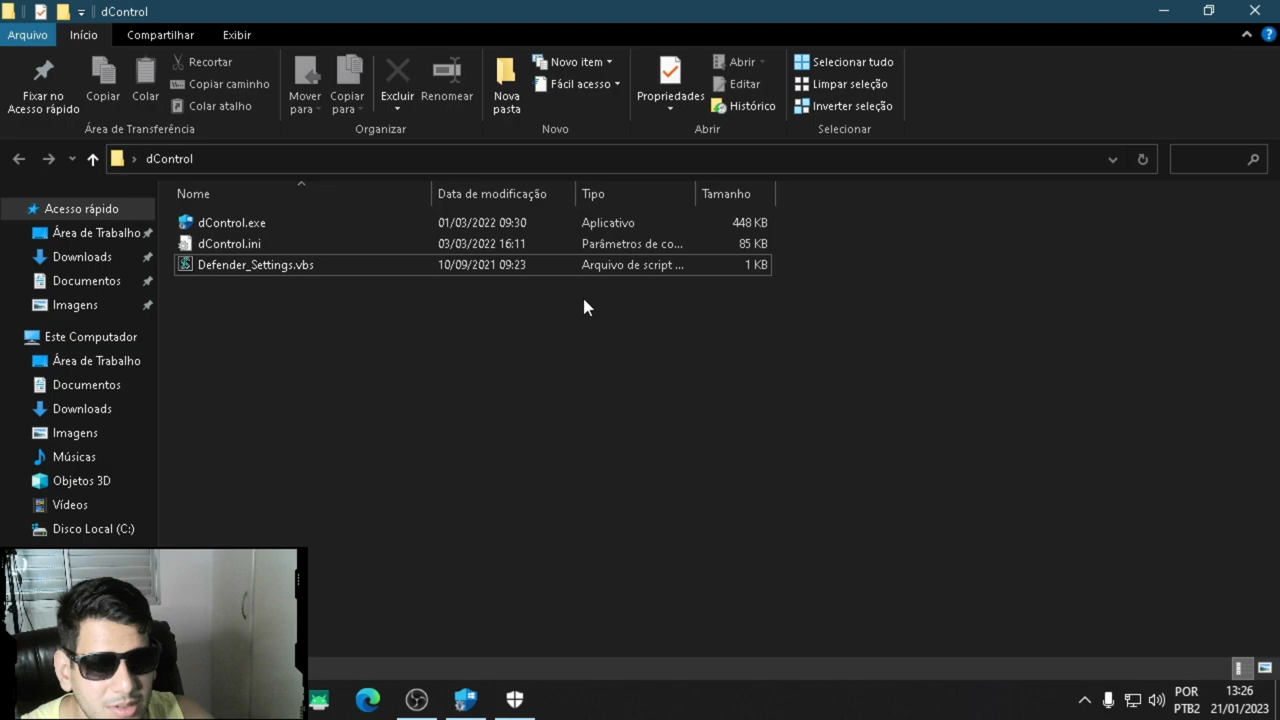 dControl
Arquivo Início Compartilhar Exibir
Fixar no Acesso rápido
Copiar
Colar
Recortar
Copiar caminho
Colar atalho
Área de Transferência
Mover para
Copiar para
Excluir
Renomear
Organizar
Nova pasta
Novo item
Fácil acesso
Novo
Propriedades
Abrir
Editar
Histórico
Abrir
Selecionar tudo
Limpar seleção
Inverter seleção
Selecionar
dControl
Nome Data de modificação Tipo Tamanho
dControl.exe 01/03/2022 09:30 Aplicativo 448 KB
dControl.ini 03/03/2022 16:11 Parâmetros de co... 85 KB
Defender_Settings.vbs 10/09/2021 09:23 Arquivo de script ... 1 KB
Acesso rápido
Área de Trabalho
Downloads
Documentos
Imagens
Este Computador
Área de Trabalho
Documentos
Downloads
Imagens
Músicas
Objetos 3D
Vídeos
Disco Local (C:)
POR
PTB2
13:26
21/01/2023